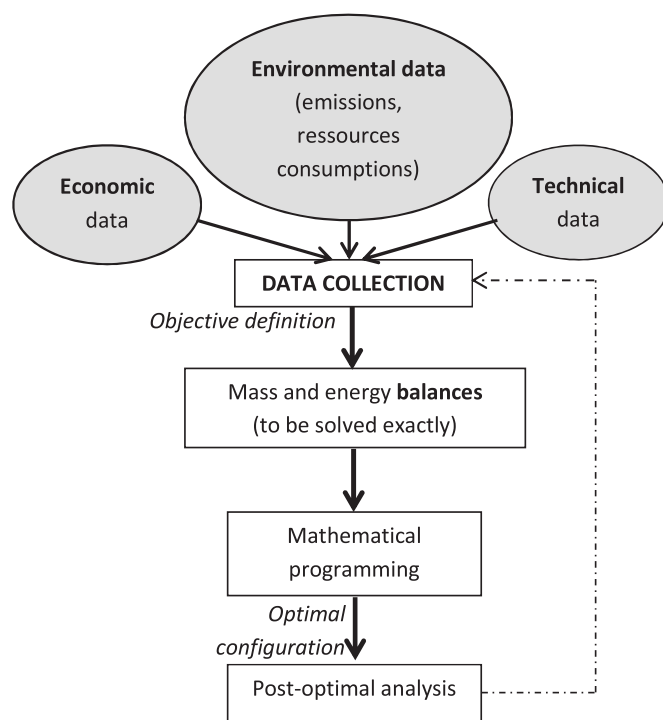 Environmental data
(emissions,
ressources
consumptions)
Economic
data
Technical
data
DATA COLLECTION
Objective definition
Mass and energy balances
(to be solved exactly)
Mathematical
programming
Optimal
configuration
Post-optimal analysis